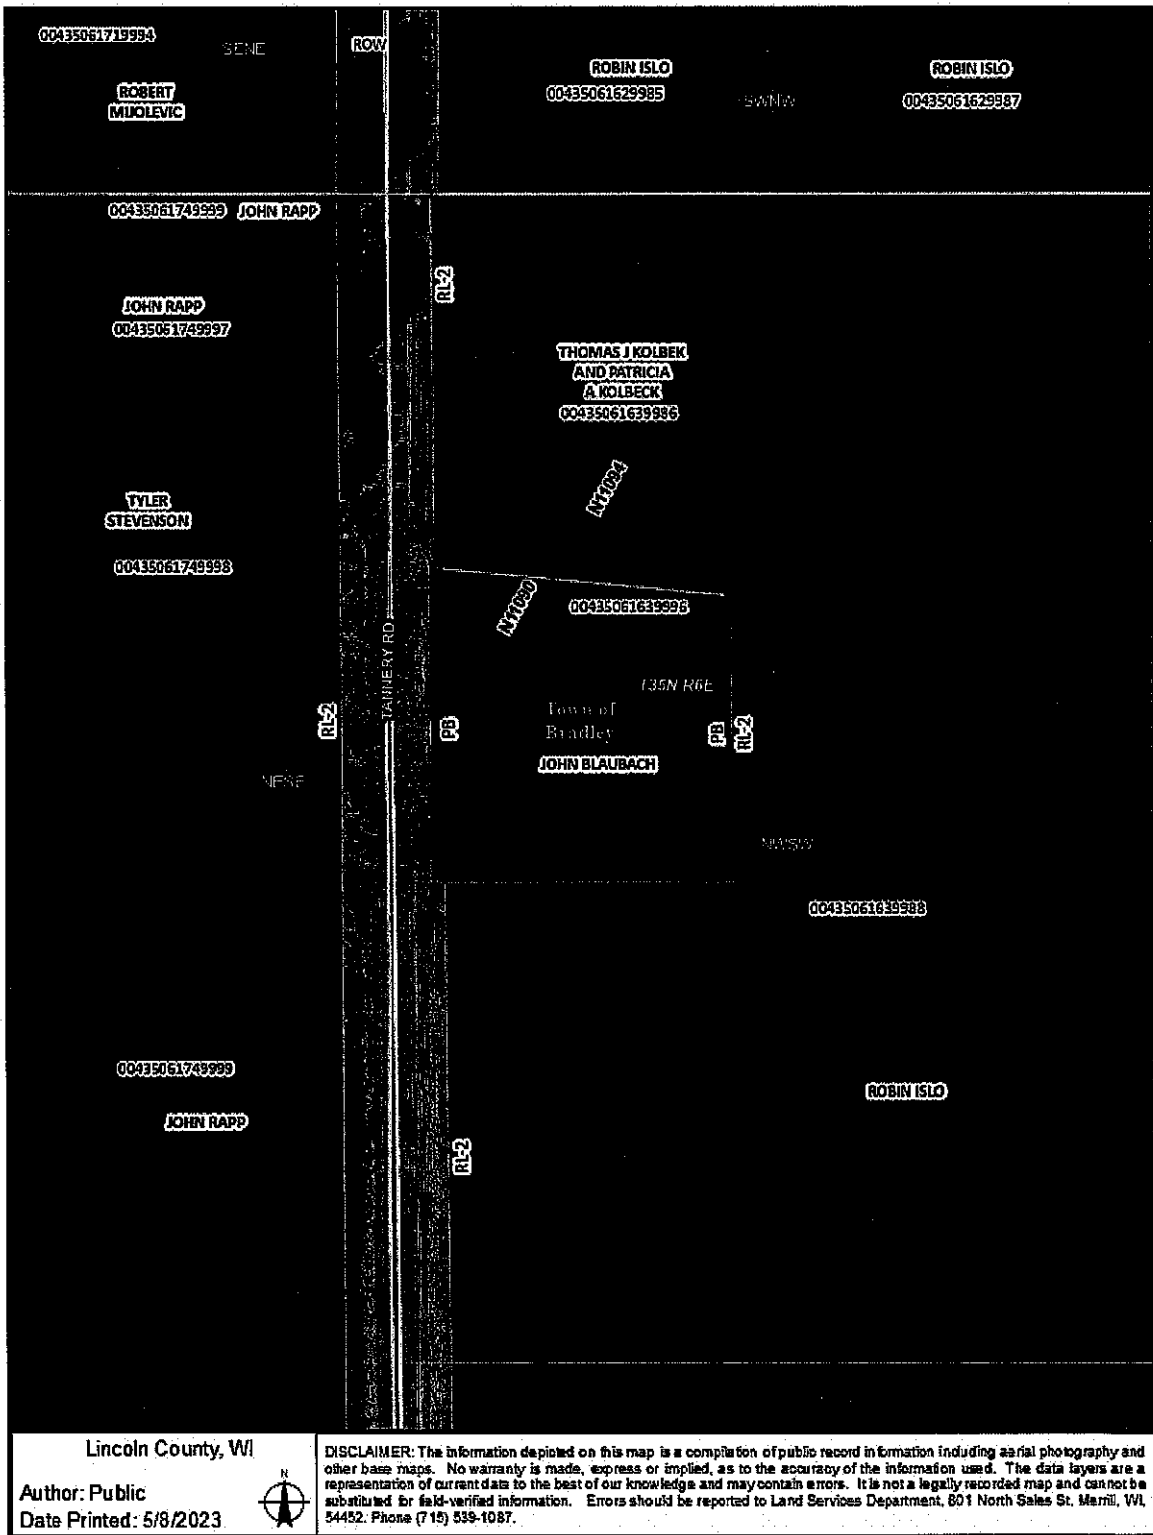 00435061719994
SENE
ROW
ROBERT
MIJOLEVIC
ROBIN ISLO
00435061629985
SWNW
ROBIN ISLO
00435061629987
00435061749999 JOHN RAPP
RL-2
JOHN RAPP
00435061749997
THOMAS J KOLBEK
AND PATRICIA
A KOLBECK
00435061639986
N11094
TYLER
STEVENSON
00435061749998
N11090
00435061639996
TANNERY RD
T35N R6E
RL-2
PB
Town of
Bradley
PB
RL-2
JOHN BLAUBACH
NESE
NWSW
00435061639988
00435061749999
JOHN RAPP
ROBIN ISLO
RL-2
Lincoln County, WI
Author: Public
Date Printed: 5/8/2023
N
DISCLAIMER: The information depicted on this map is a compilation of public record information including aerial photography and
other base maps. No warranty is made, express or implied, as to the accuracy of the information used. The data layers are a
representation of current data to the best of our knowledge and may contain errors. It is not a legally recorded map and cannot be
substituted for field-verified information. Errors should be reported to Land Services Department, 801 North Sales St, Merrill, WI,
54452. Phone (715) 539-1087.